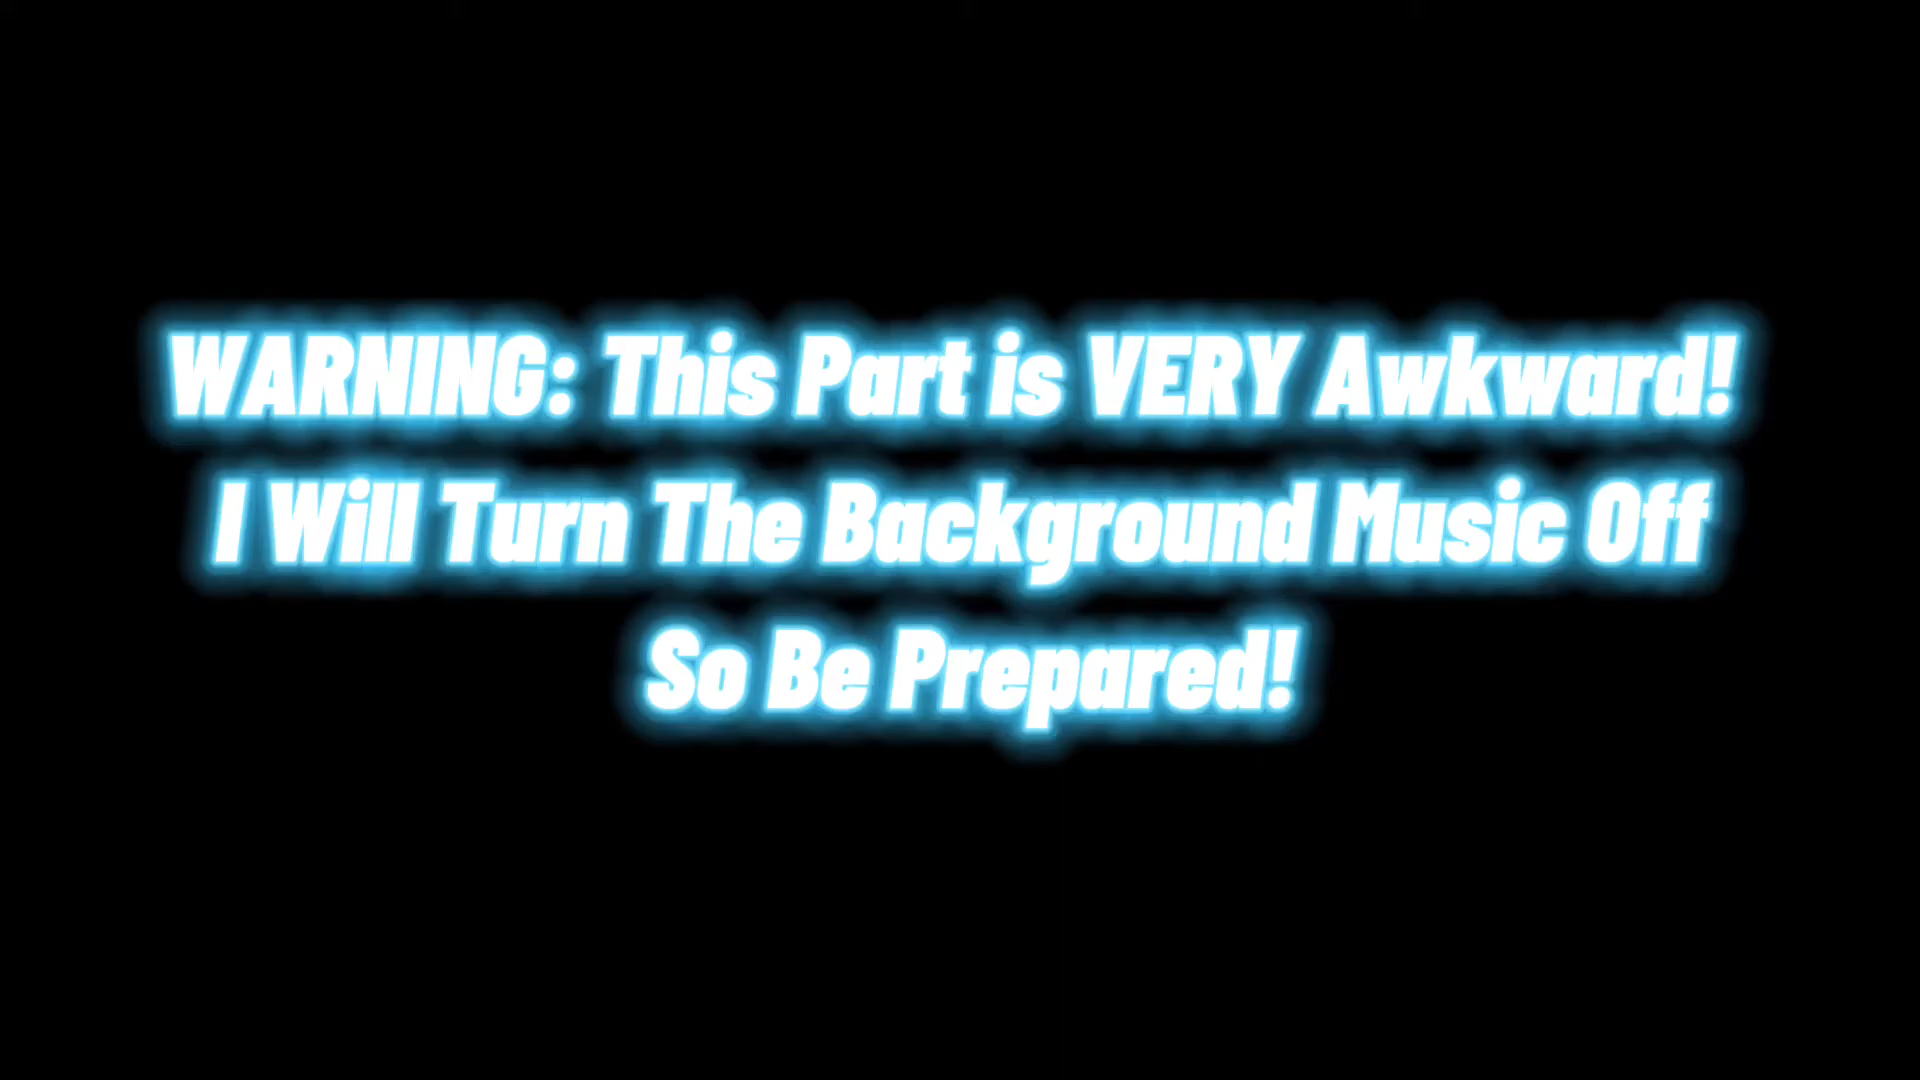 WARNING: This Part is VERY Awkward!
I Will Turn The Background Music Off
So Be Prepared!